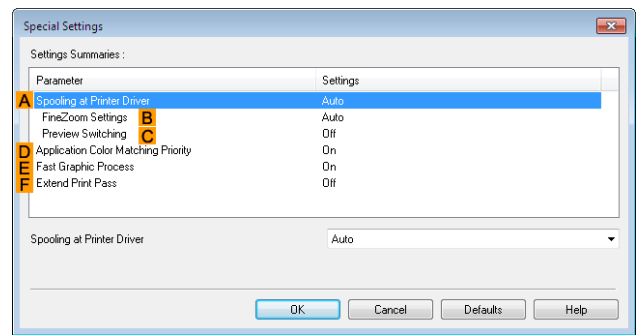 Special Settings
Settings Summaries :
Parameter Settings
A Spooling at Printer Driver Auto
FineZoom Settings B Auto
Preview Switching C Off
D Application Color Matching Priority On
E Fast Graphic Process On
F Extend Print Pass Off
Spooling at Printer Driver Auto
OK Cancel Defaults Help